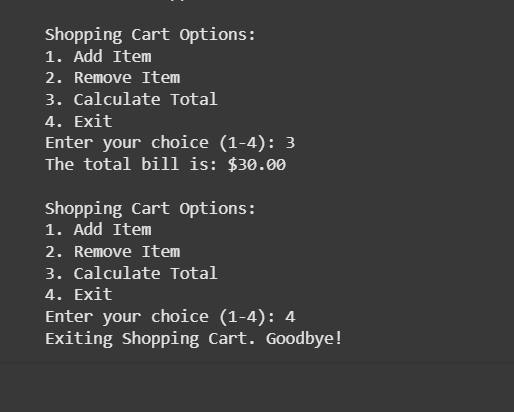 Shopping Cart Options:
1. Add Item
2. Remove Item
3. Calculate Total
4. Exit
Enter your choice (1-4): 3
The total bill is: $30.00
Shopping Cart Options:
1. Add Item
2. Remove Item
3. Calculate Total
4. Exit
Enter your choice (1-4): 4
Exiting Shopping Cart. Goodbye!